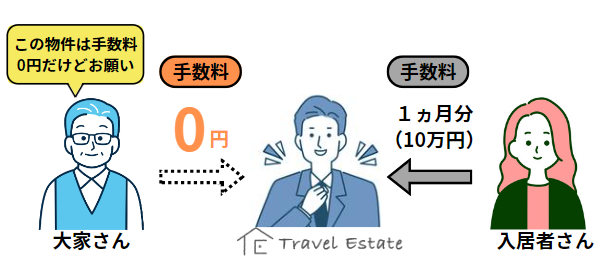 この物件は手数料
0円だけどお願い
手数料
0円
手数料
1ヵ月分
(10万円)
大家さん
Travel Estate
入居者さん